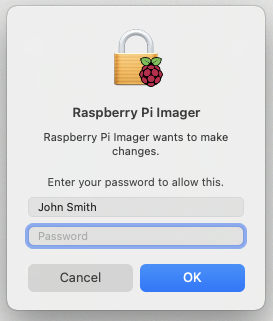 Raspberry Pi Imager
Raspberry Pi Imager wants to make
changes.
Enter your password to allow this.
John Smith
Password
Cancel
OK